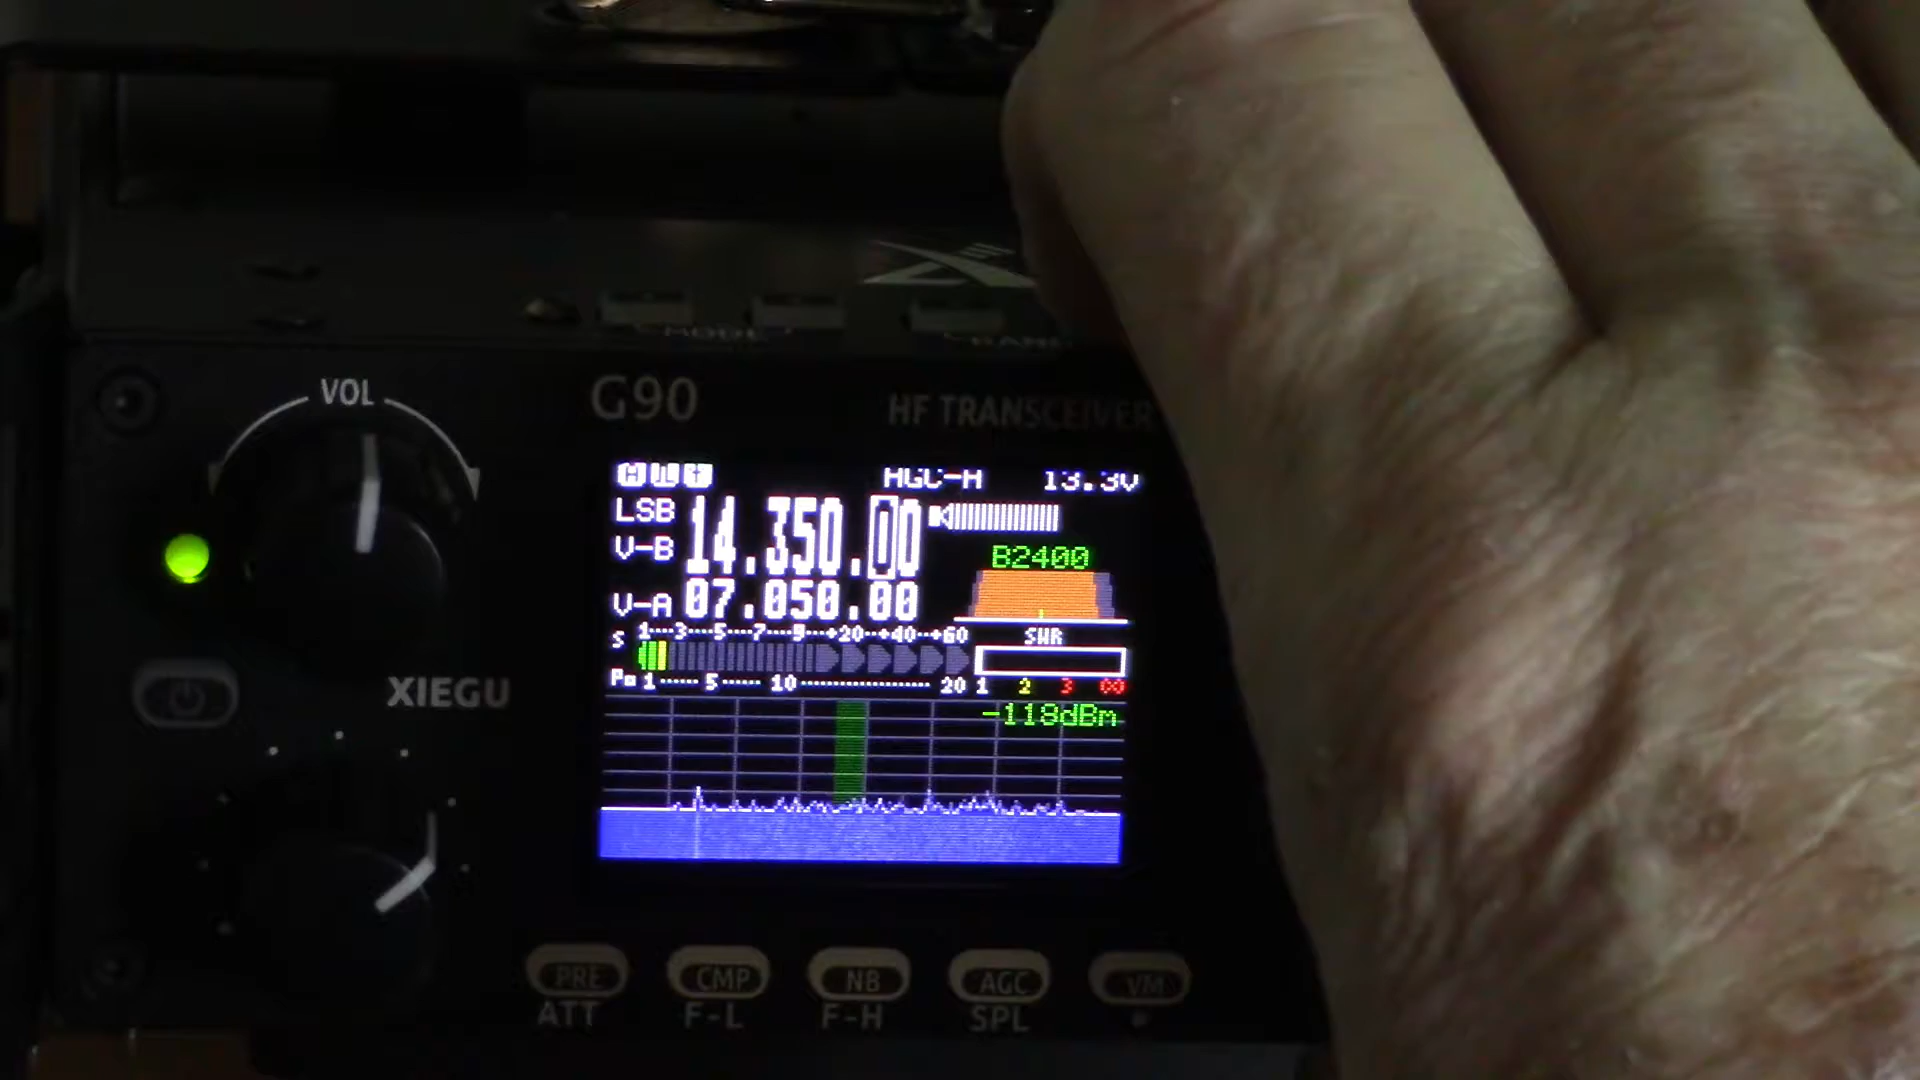 MODE
VOL
G90
HF TRANSCEIVER
AGC-H 13.3V
LSB 14.350.00
V-B
B2400
V-A 07.050.00
S 1 3 5 7 9 +20 +40 +60 SWR
Po 1 5 10 20 1 2 3 ∞
-118dBm
XIEGU
PRE CMP NB AGC VM
ATT F-L F-H SPL